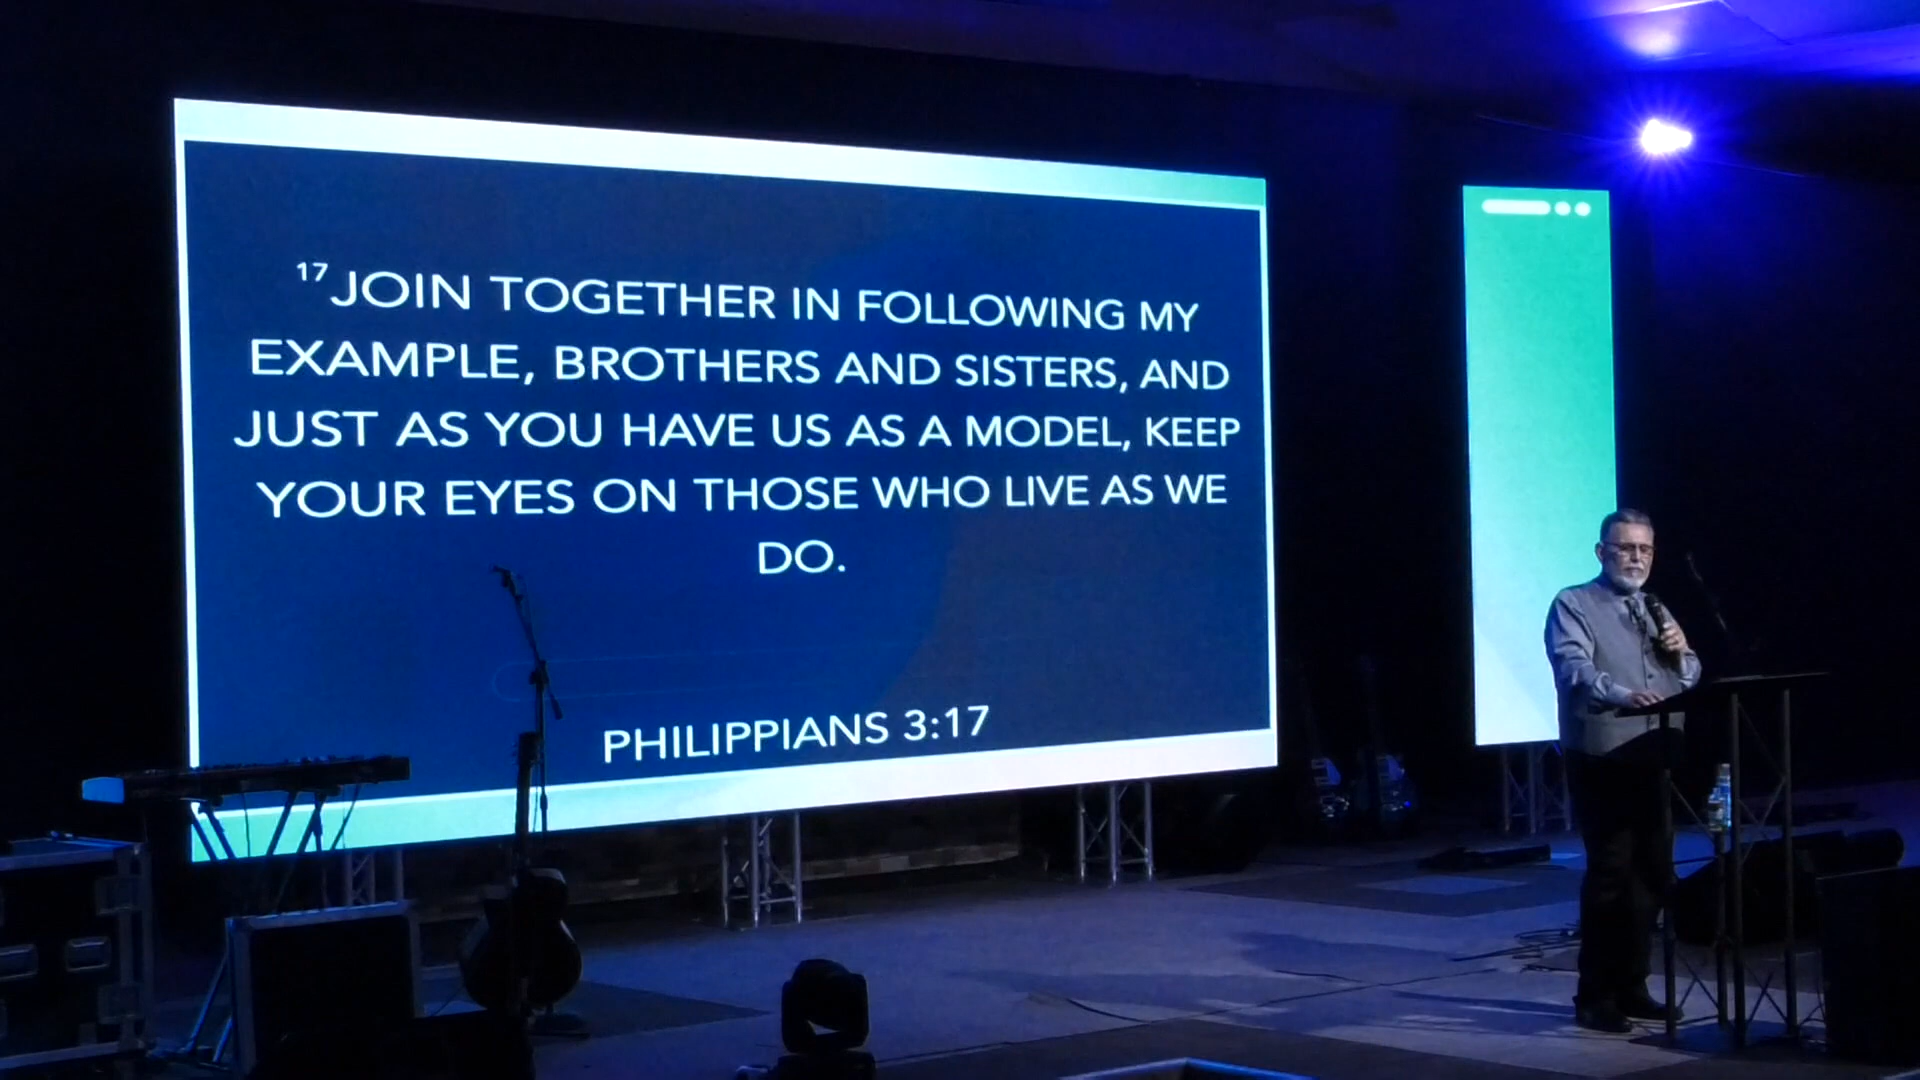 ¹⁷JOIN TOGETHER IN FOLLOWING MY
EXAMPLE, BROTHERS AND SISTERS, AND
JUST AS YOU HAVE US AS A MODEL, KEEP
YOUR EYES ON THOSE WHO LIVE AS WE
DO.
PHILIPPIANS 3:17